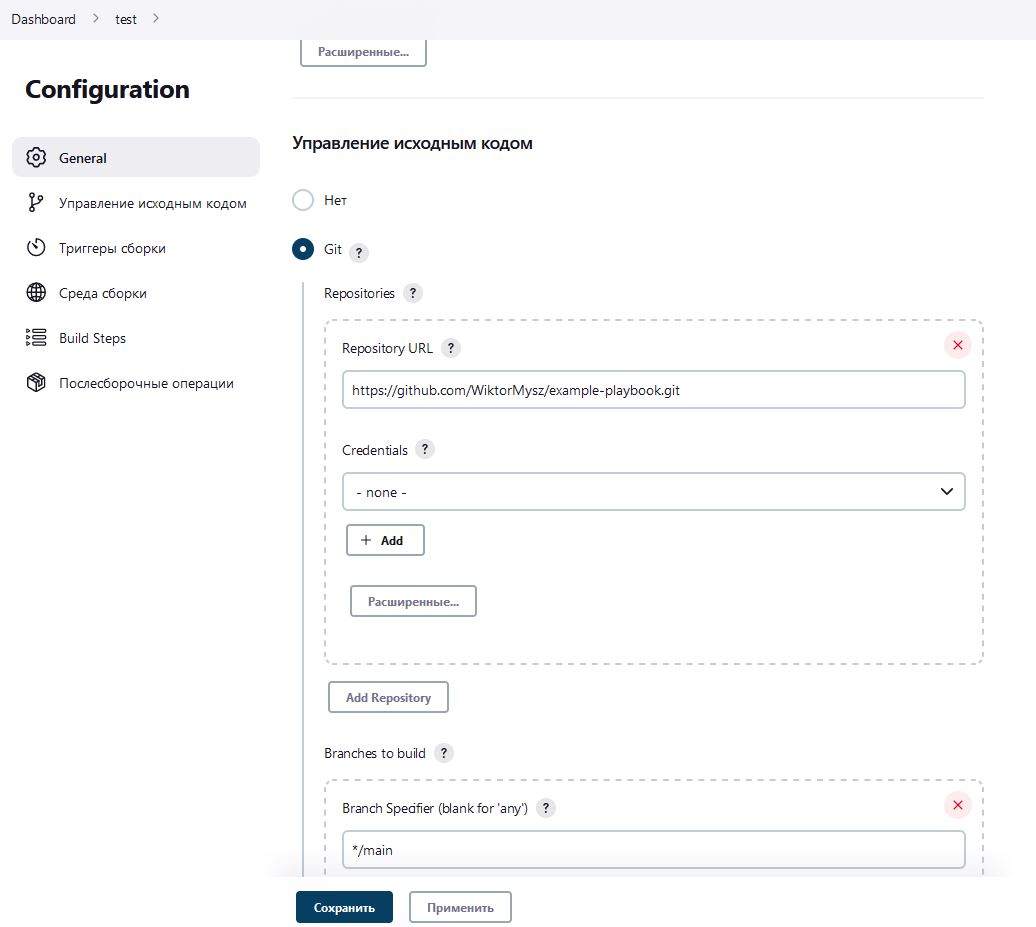 Dashboard > test >
Расширенные...
Configuration
General
Управление исходным кодом
Триггеры сборки
Среда сборки
Build Steps
Послесборочные операции
Управление исходным кодом
Нет
Git ?
Repositories ?
Repository URL ?
https://github.com/WiktorMysz/example-playbook.git
Credentials ?
- none -
+ Add
Расширенные...
Add Repository
Branches to build ?
Branch Specifier (blank for 'any') ?
*/main
Сохранить
Применить